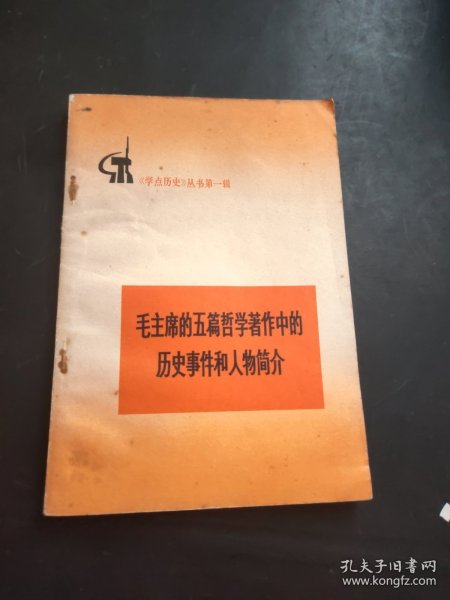 《学点历史》丛书第一辑
毛主席的五篇哲学著作中的
历史事件和人物简介
孔夫子旧书网
www.kongfz.com